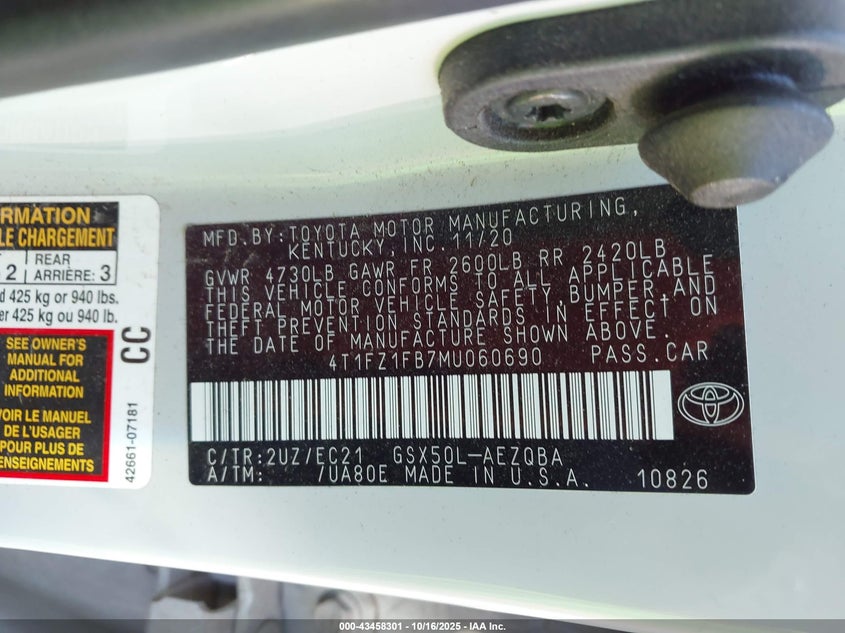 RMATION
LE CHARGEMENT
2
REAR
ARRIÈRE: 3
d 425 kg or 940 lbs.
er 425 kg ou 940 lb.
SEE OWNER'S
MANUAL FOR
ADDITIONAL
INFORMATION
VOIR LE MANUEL
DE L'USAGER
POUR PLUS DE
RENSEIGNEMENTS
CC
42661-07181
MFD.BY:TOYOTA MOTOR MANUFACTURING,
KENTUCKY,INC.11/20
GVWR 4730LB GAWR FR 2600LB RR 2420LB
THIS VEHICLE CONFORMS TO ALL APPLICABLE
FEDERAL MOTOR VEHICLE SAFETY,BUMPER,AND
THEFT PREVENTION STANDARDS IN EFFECT ON
THE DATE OF MANUFACTURE SHOWN ABOVE.
4T1FZ1FB7MU060690 PASS.CAR
C/TR:2UZ/EC21 GSX50L-AEZQBA
A/TM: 7UA80E MADE IN U.S.A. 10826
000-43458301 - 10/16/2025 - IAA Inc.